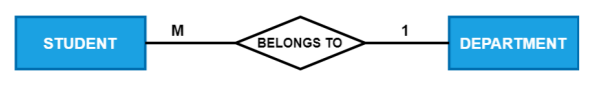 STUDENT
M
BELONGS TO
1
DEPARTMENT